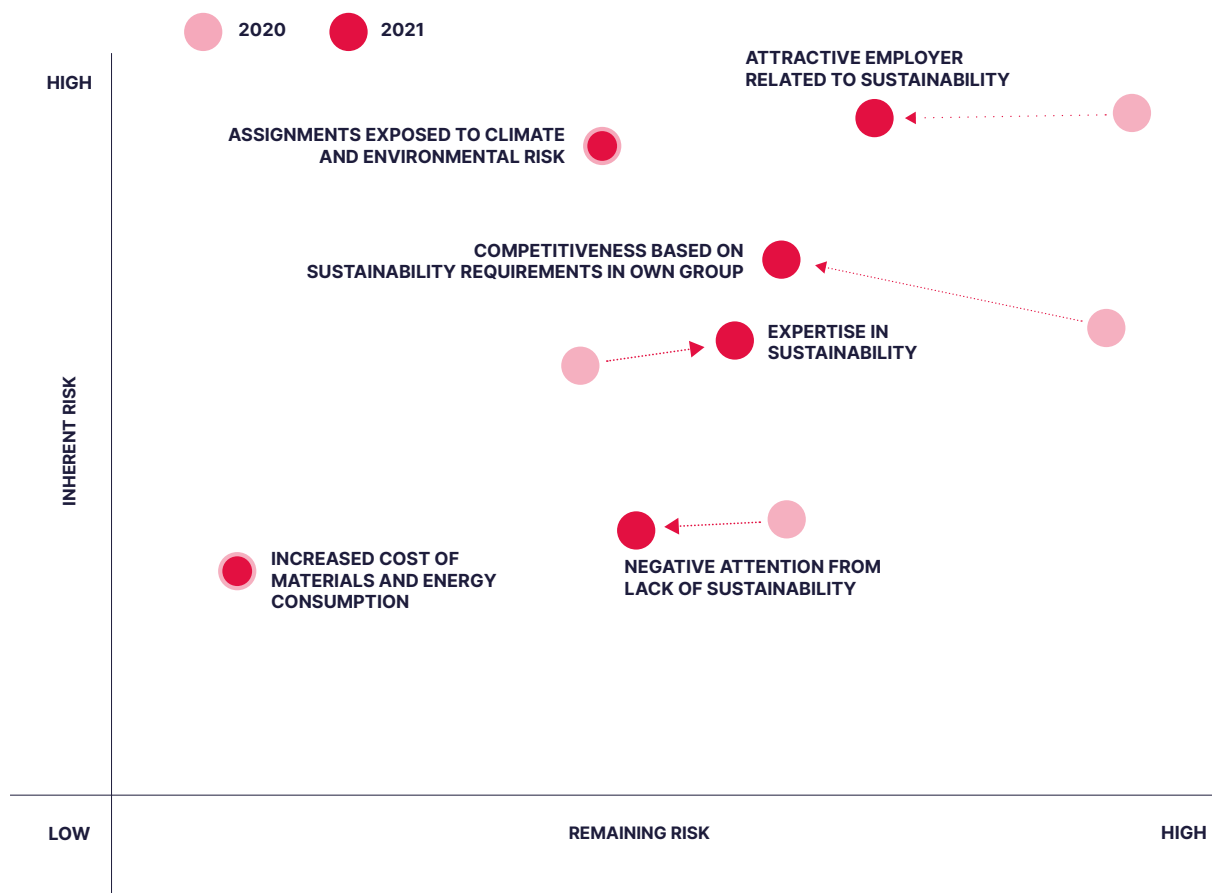 2020
2021
HIGH
ATTRACTIVE EMPLOYER
RELATED TO SUSTAINABILITY
ASSIGNMENTS EXPOSED TO CLIMATE
AND ENVIRONMENTAL RISK
COMPETITIVENESS BASED ON
SUSTAINABILITY REQUIREMENTS IN OWN GROUP
EXPERTISE IN
SUSTAINABILITY
INHERENT RISK
INCREASED COST OF
MATERIALS AND ENERGY
CONSUMPTION
NEGATIVE ATTENTION FROM
LACK OF SUSTAINABILITY
LOW
REMAINING RISK
HIGH